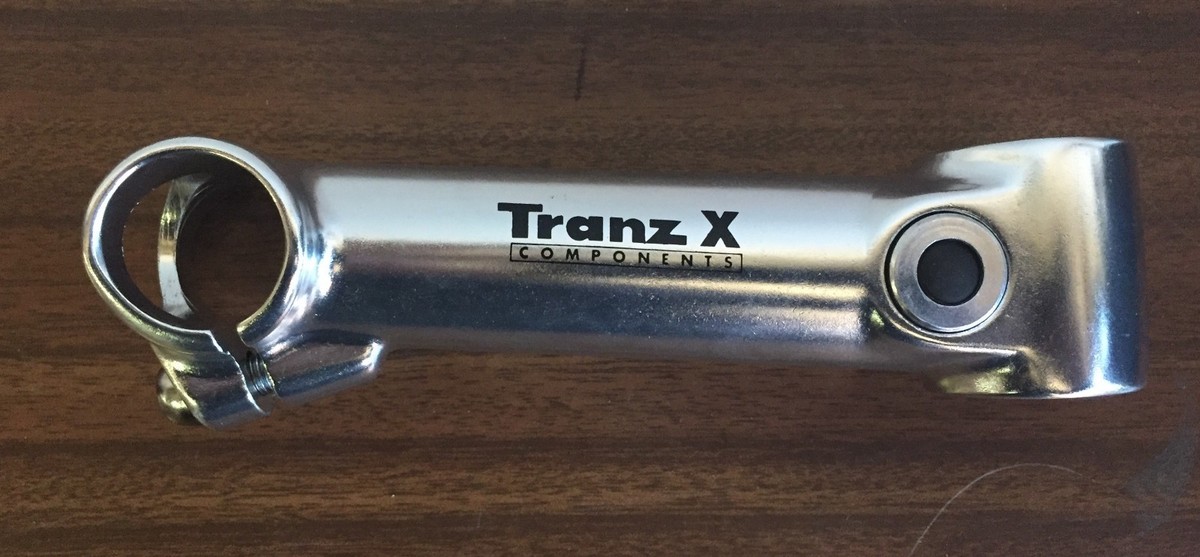 Tranz X
COMPONENTS